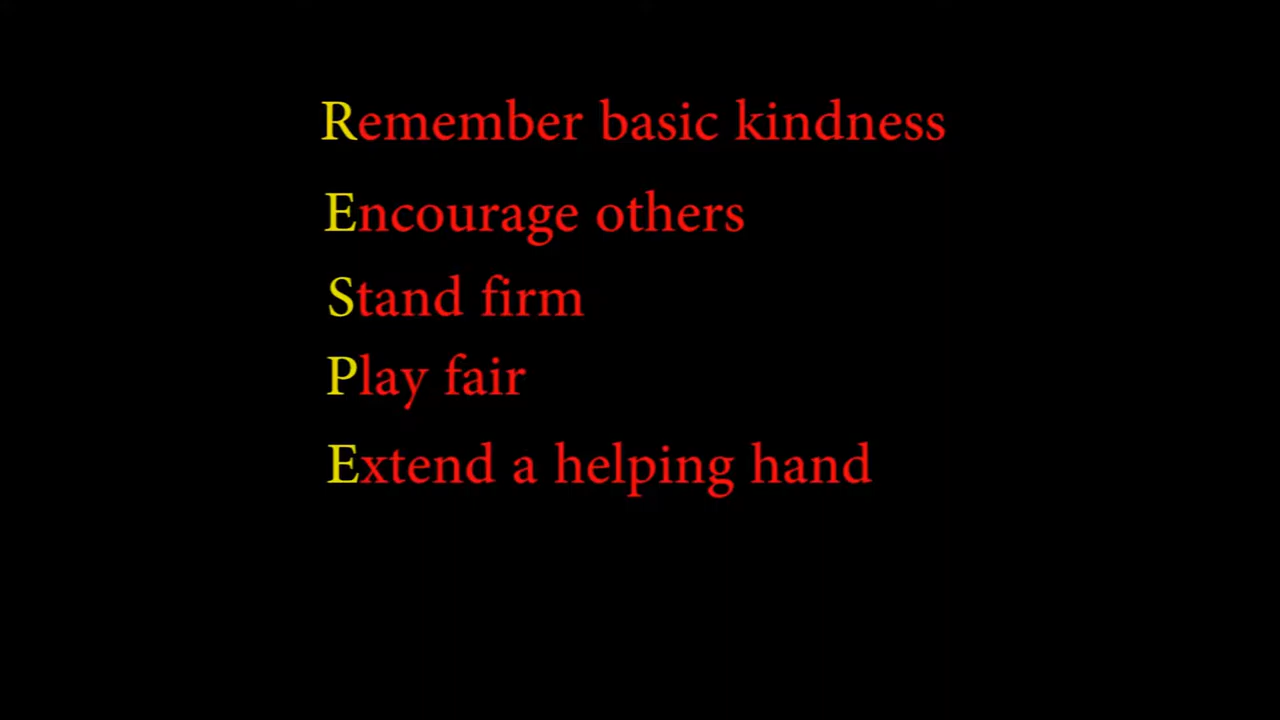 Remember basic kindness
Encourage others
Stand firm
Play fair
Extend a helping hand